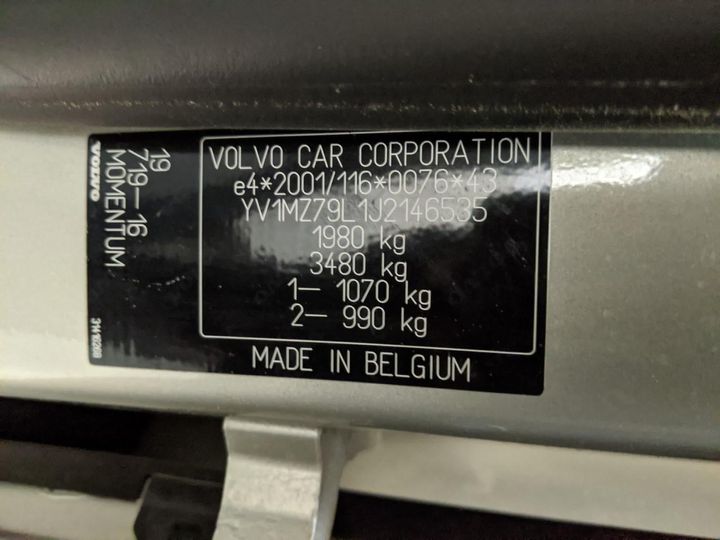 VOLVO CAR CORPORATION
e4*2001/116*0076*43
YV1MZ79L1J2146535
1980 kg
3480 kg
1— 1070 kg
2— 990 kg
MADE IN BELGIUM
19
719—16
MOMENTUM
VOLVO